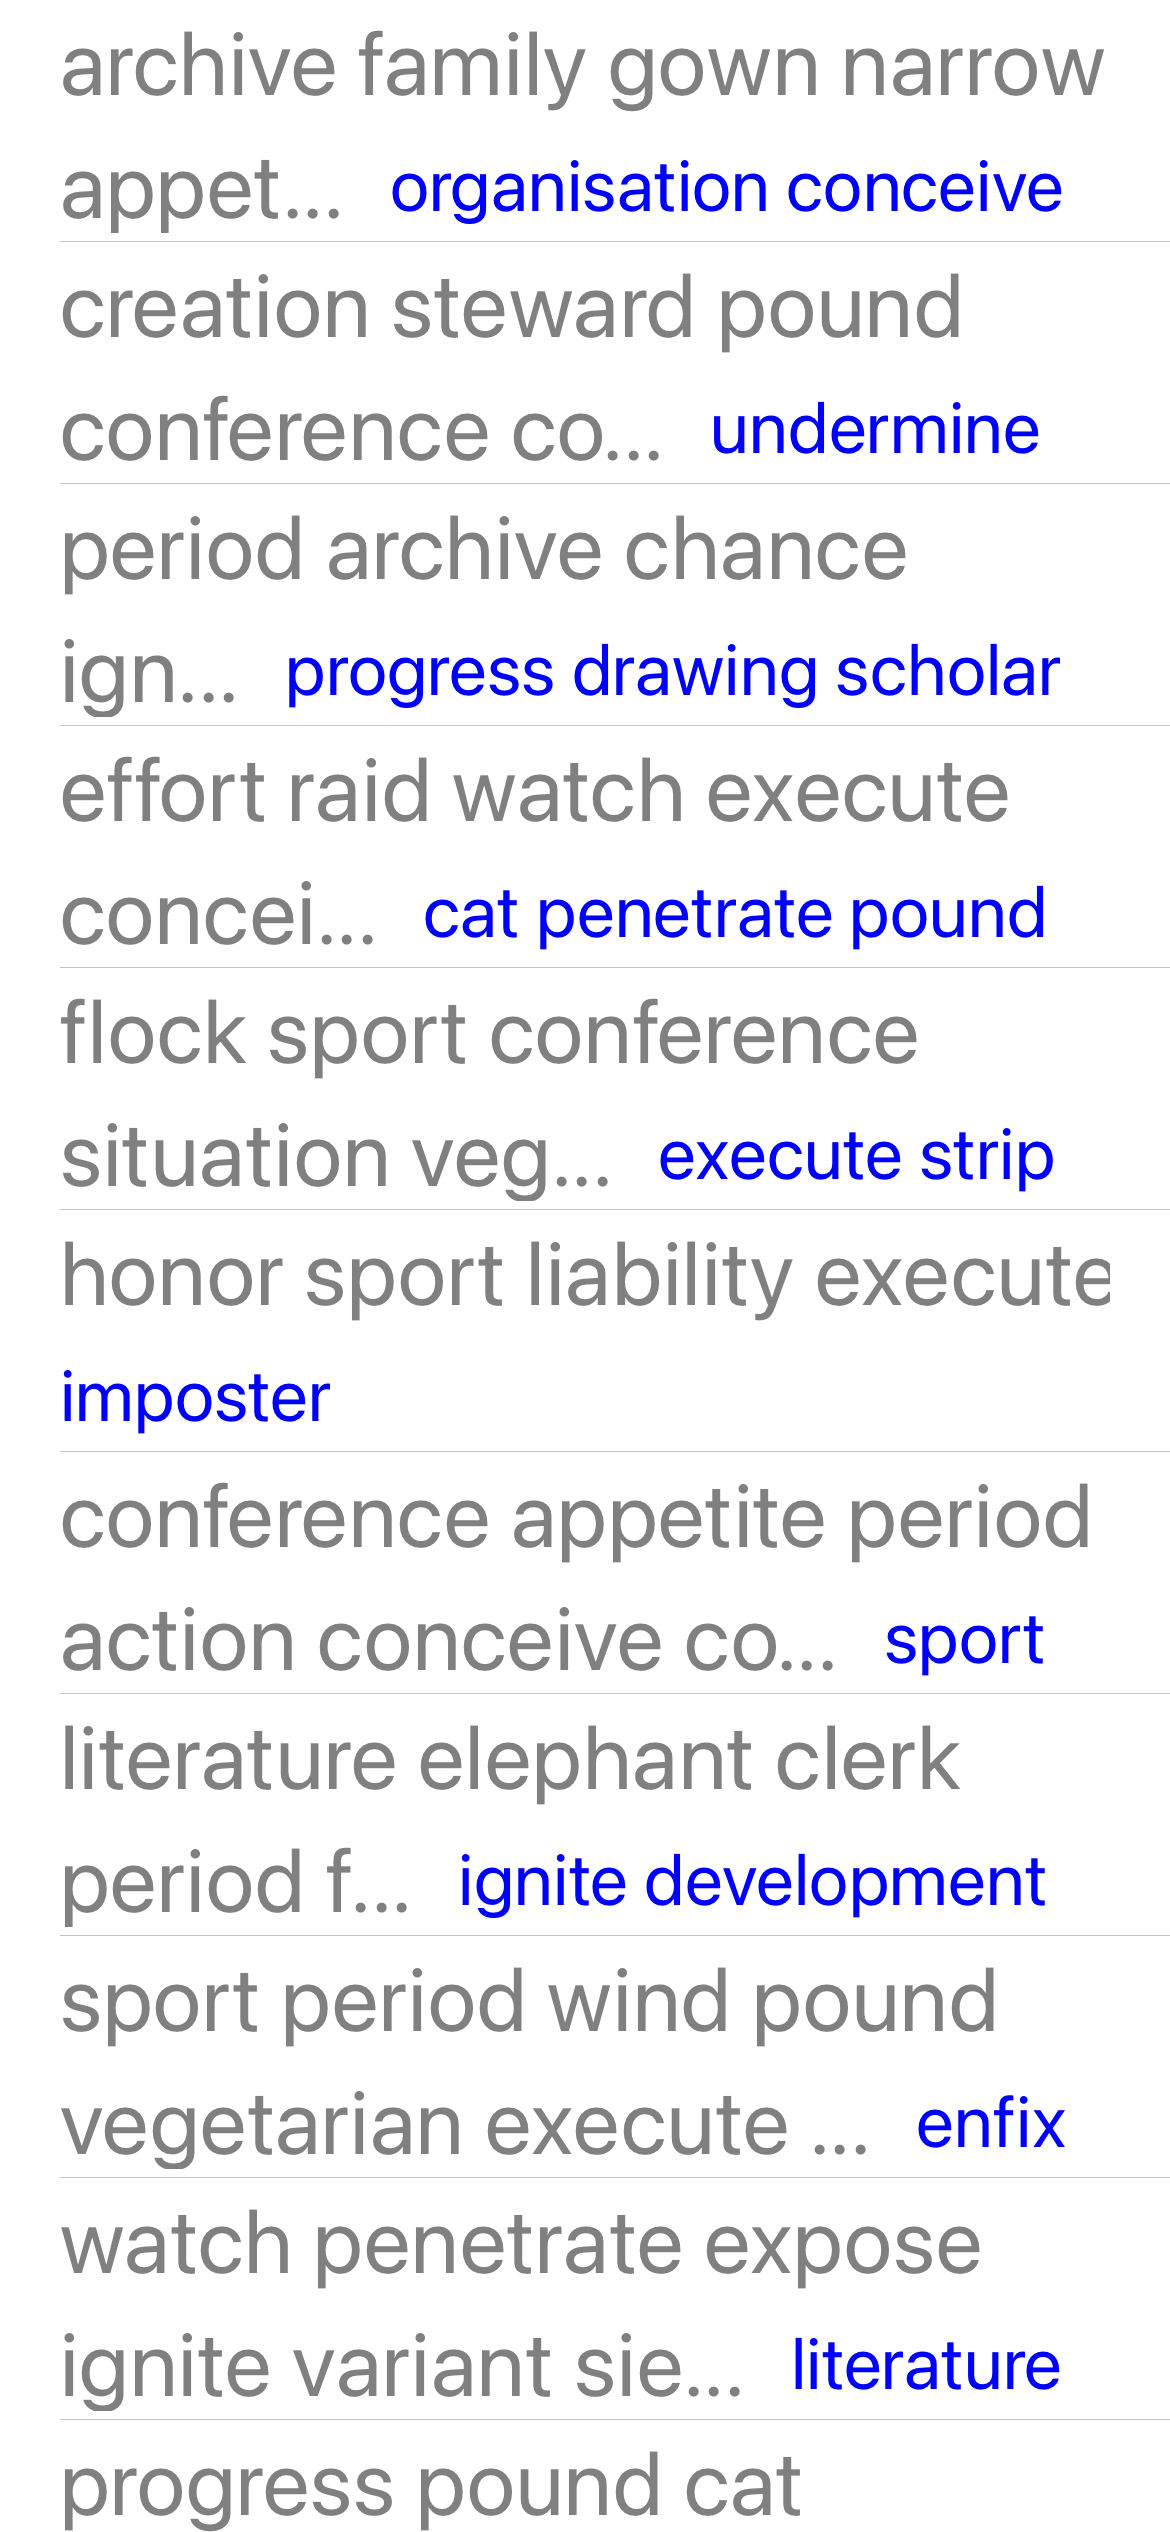 archive family gown narrow
appet... organisation conceive
creation steward pound
conference co... undermine
period archive chance
ign... progress drawing scholar
effort raid watch execute
concei... cat penetrate pound
flock sport conference
situation veg... execute strip
honor sport liability execute
imposter
conference appetite period
action conceive co... sport
literature elephant clerk
period f... ignite development
sport period wind pound
vegetarian execute ... enfix
watch penetrate expose
ignite variant sie... literature
progress pound cat